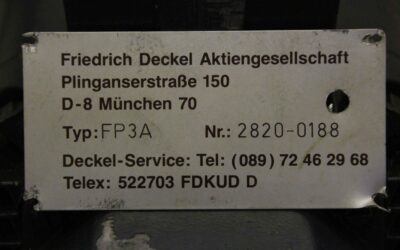 Friedrich Deckel Aktiengesellschaft
Plinganserstraße 150
D-8 München 70
Typ: FP3A Nr.: 2820-0188
Deckel-Service: Tel: (089) 72 46 29 68
Telex: 522703 FDKUD D